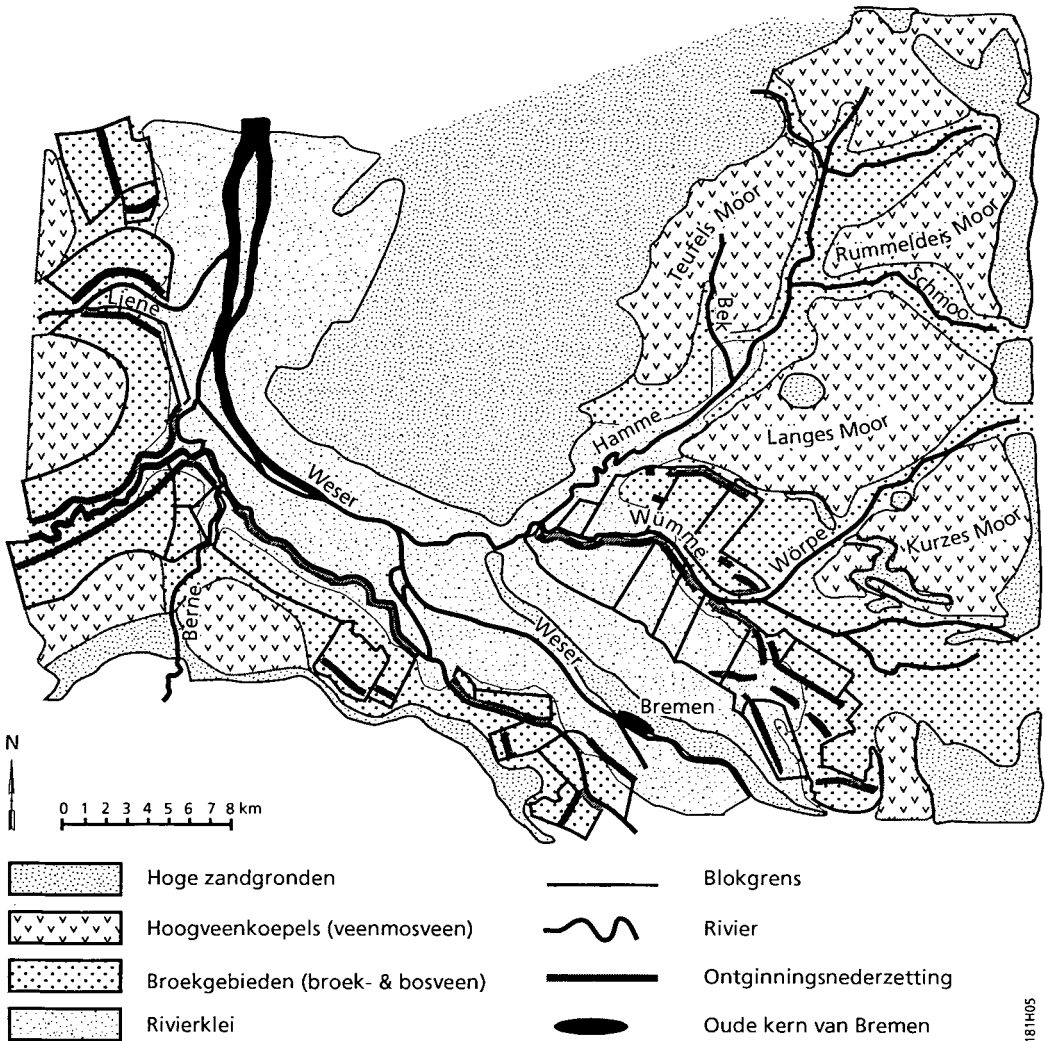 Teufels Moor
Rummeldeis Moor
Schmoo
Bek
Liene
Langes Moor
Hamme
Weser
Wümme
Wörpe
Kurzes Moor
Berne
Weser
Bremen
N
0 1 2 3 4 5 6 7 8 km
Hoge zandgronden
Hoogveenkoepels (veenmosveen)
Broekgebieden (broek- & bosveen)
Rivierklei
Blokgrens
Rivier
Ontginningsnederzetting
Oude kern van Bremen
181H05